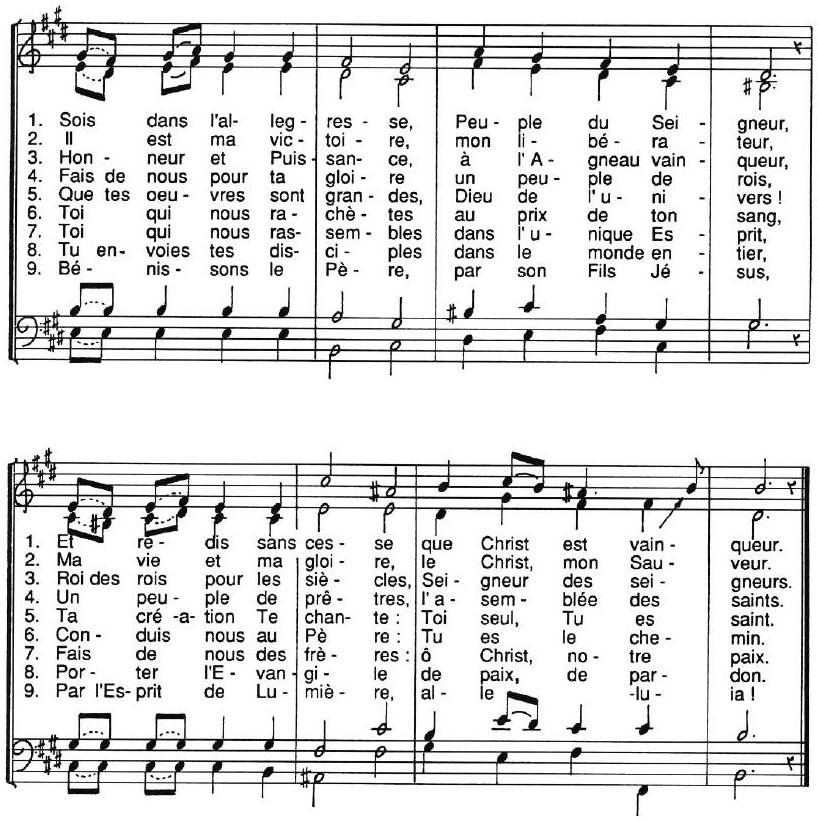 1. Sois dans l'al- leg - res - se, Peu - ple du Sei - gneur,
2. Il est ma vic - toi - re, mon li - bé - ra - teur,
3. Hon - neur et Puis - san - ce, à l'A - gneau vain - queur,
4. Fais de nous pour ta gloi - re un peu - ple de rois,
5. Que tes oeu - vres sont gran - des, Dieu de l'u - ni - vers !
6. Toi qui nous ra - chè - tes au prix de ton sang,
7. Toi qui nous ras - sem - bles dans l'u - nique Es - prit,
8. Tu en- voies tes dis - ci - ples dans le monde en - tier,
9. Bé - nis - sons le Pè - re, par son Fils Jé - sus,
1. Et re - dis sans ces - se que Christ est vain - queur.
2. Ma vie et ma gloi - re, le Christ, mon Sau - veur.
3. Roi des rois pour les siè - cles, Sei - gneur des sei - gneurs.
4. Un peu - ple de prê - tres, l'a - sem - blée des saints.
5. Ta cré -a- tion Te chan - te : Toi seul, Tu es saint.
6. Con - duis nous au Pè - re : Tu es le che - min.
7. Fais de nous des frè - res : ô Christ, no - tre paix.
8. Por - ter l'E - van - gi - le de paix, de par - don.
9. Par l'Es- prit de Lu - miè - re, al - le -lu - ia !